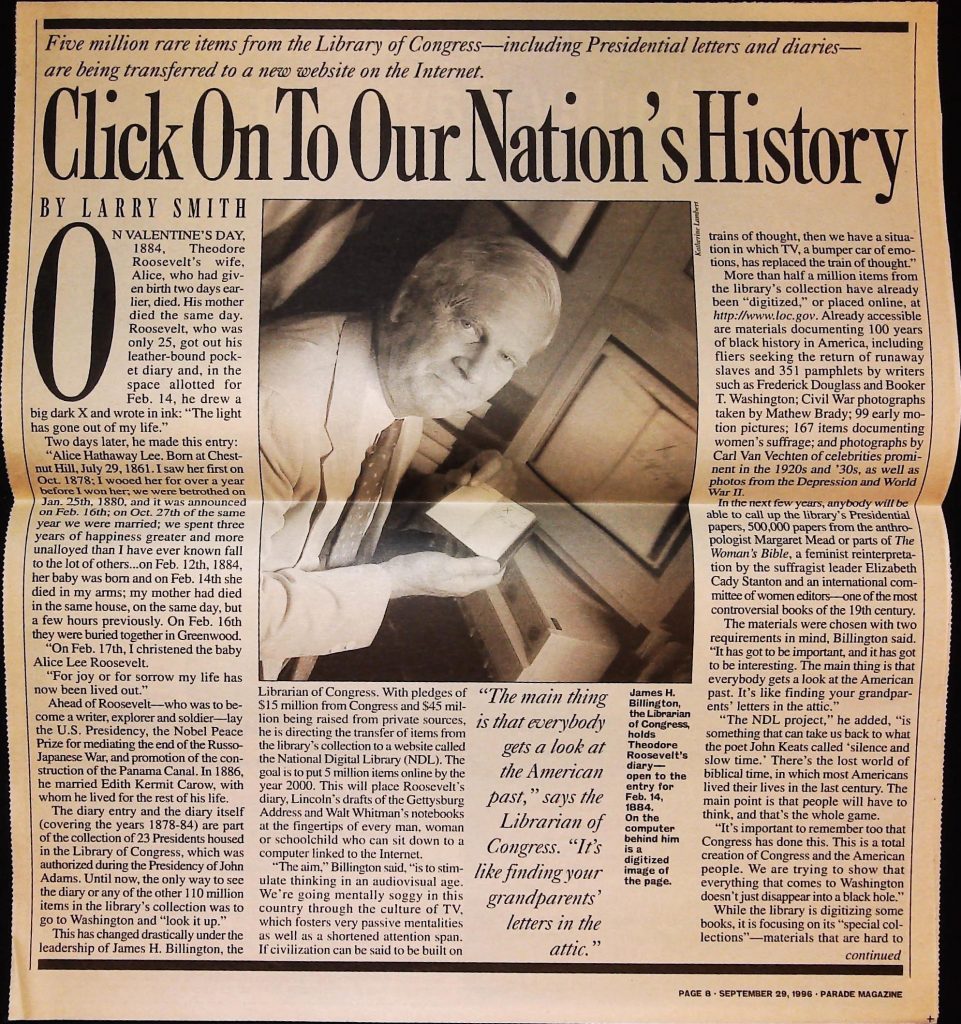 Five million rare items from the Library of Congress—including Presidential letters and diaries—
are being transferred to a new website on the Internet.
Click On To Our Nation's History
BY LARRY SMITH
ON VALENTINE'S DAY,
1884, Theodore
Roosevelt's wife,
Alice, who had giv-
en birth two days ear-
lier, died. His mother
died the same day.
Roosevelt, who was
only 25, got out his
leather-bound pock-
et diary and, in the
space allotted for
Feb. 14, he drew a
big dark X and wrote in ink: "The light
has gone out of my life."
Two days later, he made this entry:
"Alice Hathaway Lee. Born at Chest-
nut Hill, July 29, 1861. I saw her first on
Oct. 1878; I wooed her for over a year
before I won her; we were betrothed on
Jan. 25th, 1880, and it was announced
on Feb. 16th; on Oct. 27th of the same
year we were married; we spent three
years of happiness greater and more
unalloyed than I have ever known fall
to the lot of others...on Feb. 12th, 1884,
her baby was born and on Feb. 14th she
died in my arms; my mother had died
in the same house, on the same day, but
a few hours previously. On Feb. 16th
they were buried together in Greenwood.
"On Feb. 17th, I christened the baby
Alice Lee Roosevelt.
"For joy or for sorrow my life has
now been lived out."
Ahead of Roosevelt—who was to be-
come a writer, explorer and soldier—lay
the U.S. Presidency, the Nobel Peace
Prize for mediating the end of the Russo-
Japanese War, and promotion of the con-
struction of the Panama Canal. In 1886,
he married Edith Kermit Carow, with
whom he lived for the rest of his life.
The diary entry and the diary itself
(covering the years 1878-84) are part
of the collection of 23 Presidents housed
in the Library of Congress, which was
authorized during the Presidency of John
Adams. Until now, the only way to see
the diary or any of the other 110 million
items in the library's collection was to
go to Washington and "look it up."
This has changed drastically under the
leadership of James H. Billington, the
Katherine Lambert
Librarian of Congress. With pledges of
$15 million from Congress and $45 mil-
lion being raised from private sources,
he is directing the transfer of items from
the library's collection to a website called
the National Digital Library (NDL). The
goal is to put 5 million items online by the
year 2000. This will place Roosevelt's
diary, Lincoln's drafts of the Gettysburg
Address and Walt Whitman's notebooks
at the fingertips of every man, woman
or schoolchild who can sit down to a
computer linked to the Internet.
"The aim," Billington said, "is to stim-
ulate thinking in an audiovisual age.
We're going mentally soggy in this
country through the culture of TV,
which fosters very passive mentalities
as well as a shortened attention span.
If civilization can be said to be built on
"The main thing
is that everybody
gets a look at
the American
past," says the
Librarian of
Congress. "It's
like finding your
grandparents'
letters in the
attic."
James H.
Billington,
the Librarian
of Congress,
holds
Theodore
Roosevelt's
diary—
open to the
entry for
Feb. 14,
1884.
On the
computer
behind him
is a
digitized
image of
the page.
trains of thought, then we have a situa-
tion in which TV, a bumper car of emo-
tions, has replaced the train of thought."
More than half a million items from
the library's collection have already
been "digitized," or placed online, at
http://www.loc.gov. Already accessible
are materials documenting 100 years
of black history in America, including
fliers seeking the return of runaway
slaves and 351 pamphlets by writers
such as Frederick Douglass and Booker
T. Washington; Civil War photographs
taken by Mathew Brady; 99 early mo-
tion pictures; 167 items documenting
women's suffrage; and photographs by
Carl Van Vechten of celebrities promi-
nent in the 1920s and '30s, as well as
photos from the Depression and World
War II.
In the next few years, anybody will be
able to call up the library's Presidential
papers, 500,000 papers from the anthro-
pologist Margaret Mead or parts of The
Woman's Bible, a feminist reinterpreta-
tion by the suffragist leader Elizabeth
Cady Stanton and an international com-
mittee of women editors—one of the most
controversial books of the 19th century.
The materials were chosen with two
requirements in mind, Billington said.
"It has got to be important, and it has got
to be interesting. The main thing is that
everybody gets a look at the American
past. It's like finding your grandpar-
ents' letters in the attic."
"The NDL project," he added, "is
something that can take us back to what
the poet John Keats called 'silence and
slow time.' There's the lost world of
biblical time, in which most Americans
lived their lives in the last century. The
main point is that people will have to
think, and that's the whole game.
"It's important to remember too that
Congress has done this. This is a total
creation of Congress and the American
people. We are trying to show that
everything that comes to Washington
doesn't just disappear into a black hole."
While the library is digitizing some
books, it is focusing on its "special col-
lections"—materials that are hard to
continued
PAGE 8 · SEPTEMBER 29, 1996 · PARADE MAGAZINE